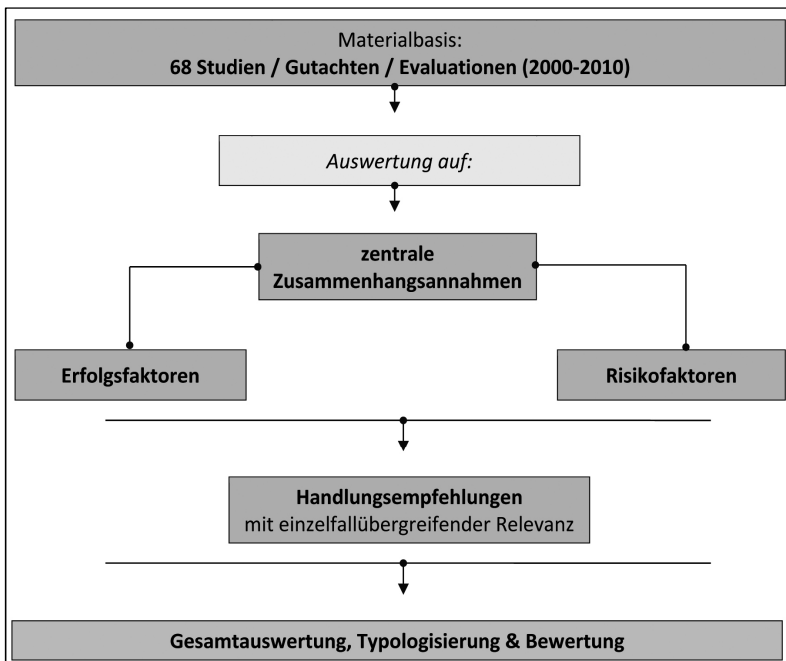 Materialbasis:
68 Studien / Gutachten / Evaluationen (2000-2010)
Auswertung auf:
zentrale
Zusammenhangsannahmen
Erfolgsfaktoren
Risikofaktoren
Handlungsempfehlungen
mit einzelfallübergreifender Relevanz
Gesamtauswertung, Typologisierung & Bewertung